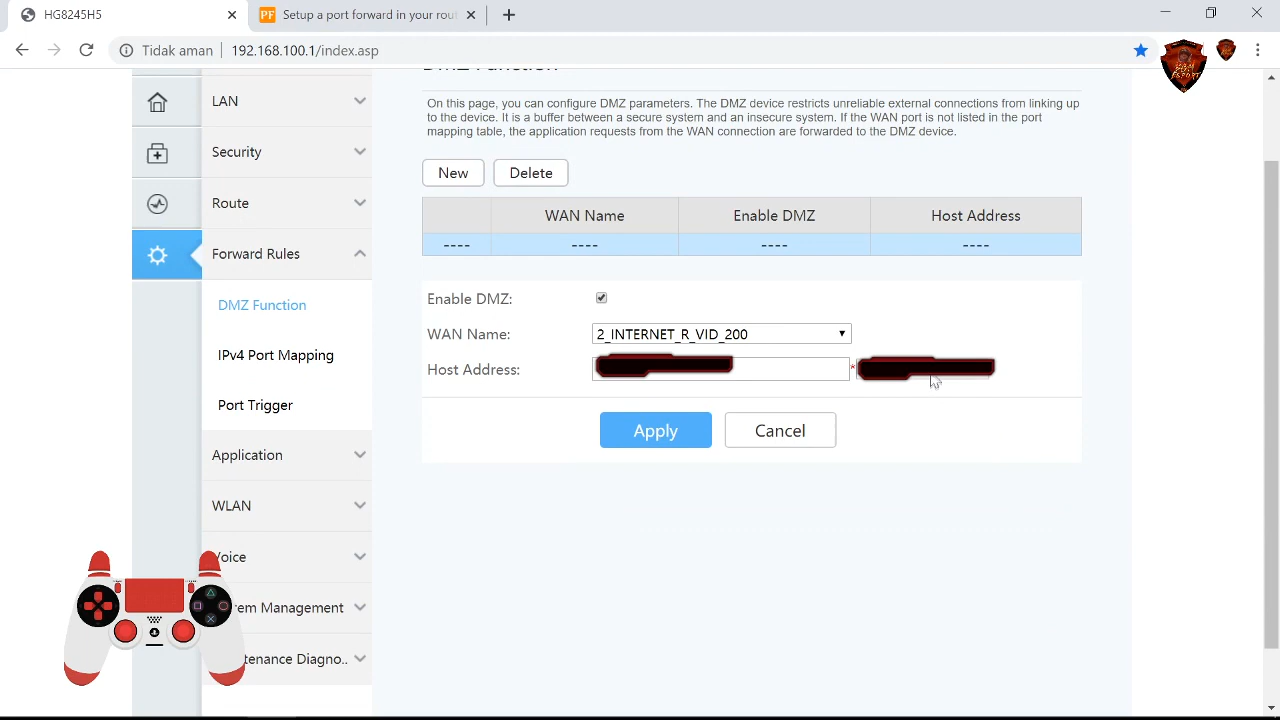 HG8245H5
PF Setup a port forward in your rout
Tidak aman 192.168.100.1/index.asp
DMZ Function
LAN
Security
Route
Forward Rules
DMZ Function
IPv4 Port Mapping
Port Trigger
Application
WLAN
Voice
em Management
tenance Diagno..
On this page, you can configure DMZ parameters. The DMZ device restricts unreliable external connections from linking up
to the device. It is a buffer between a secure system and an insecure system. If the WAN port is not listed in the port
mapping table, the application requests from the WAN connection are forwarded to the DMZ device.
New Delete
WAN Name Enable DMZ Host Address
---- ---- ---- ----
Enable DMZ:
WAN Name: 2_INTERNET_R_VID_200
Host Address: *
Apply Cancel